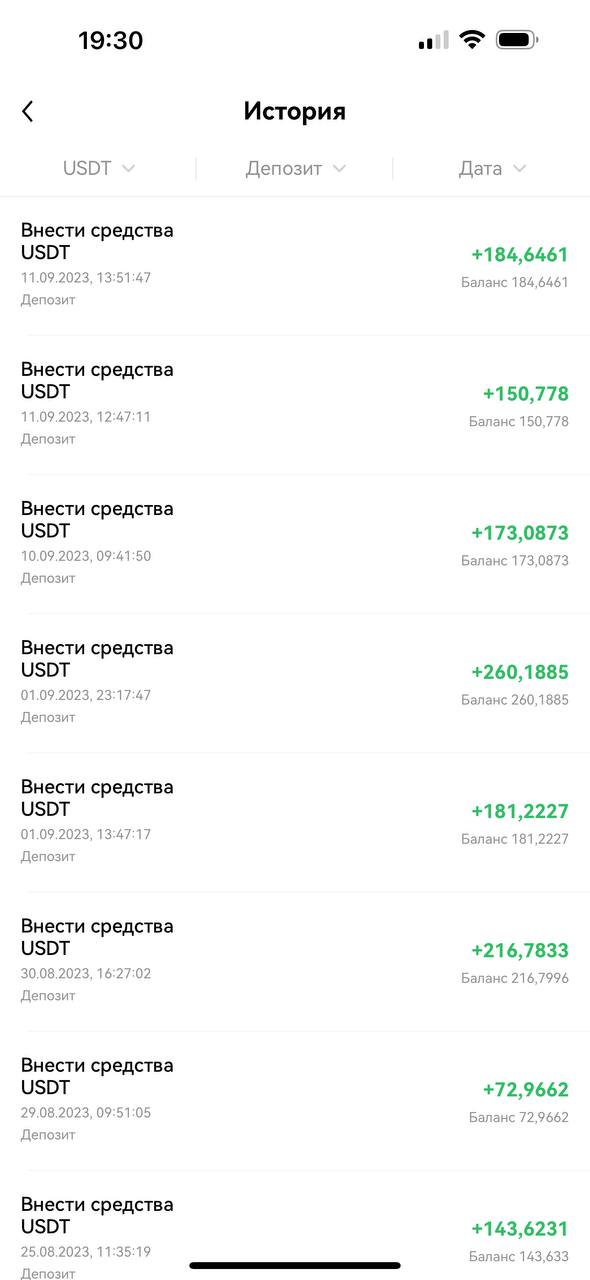 19:30
История
USDT
Депозит
Дата
Внести средства
USDT
+184,6461
11.09.2023, 13:51:47
Баланс 184,6461
Депозит
Внести средства
USDT
+150,778
11.09.2023, 12:47:11
Баланс 150,778
Депозит
Внести средства
USDT
+173,0873
10.09.2023, 09:41:50
Баланс 173,0873
Депозит
Внести средства
USDT
+260,1885
01.09.2023, 23:17:47
Баланс 260,1885
Депозит
Внести средства
USDT
+181,2227
01.09.2023, 13:47:17
Баланс 181,2227
Депозит
Внести средства
USDT
+216,7833
30.08.2023, 16:27:02
Баланс 216,7996
Депозит
Внести средства
USDT
+72,9662
29.08.2023, 09:51:05
Баланс 72,9662
Депозит
Внести средства
USDT
+143,6231
25.08.2023, 11:35:19
Баланс 143,633
Депозит